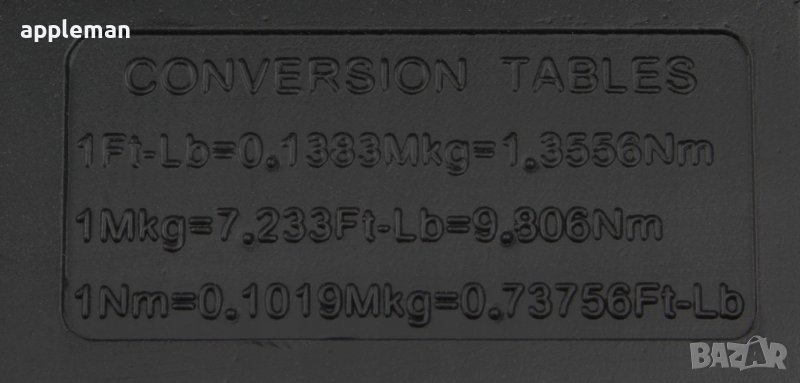 appleman
CONVERSION TABLES
1Ft-Lb=0.1383Mkg=1.3556Nm
1Mkg=7.233Ft-Lb=9.806Nm
1Nm=0.1019Mkg=0.73756Ft-Lb
BAZAR